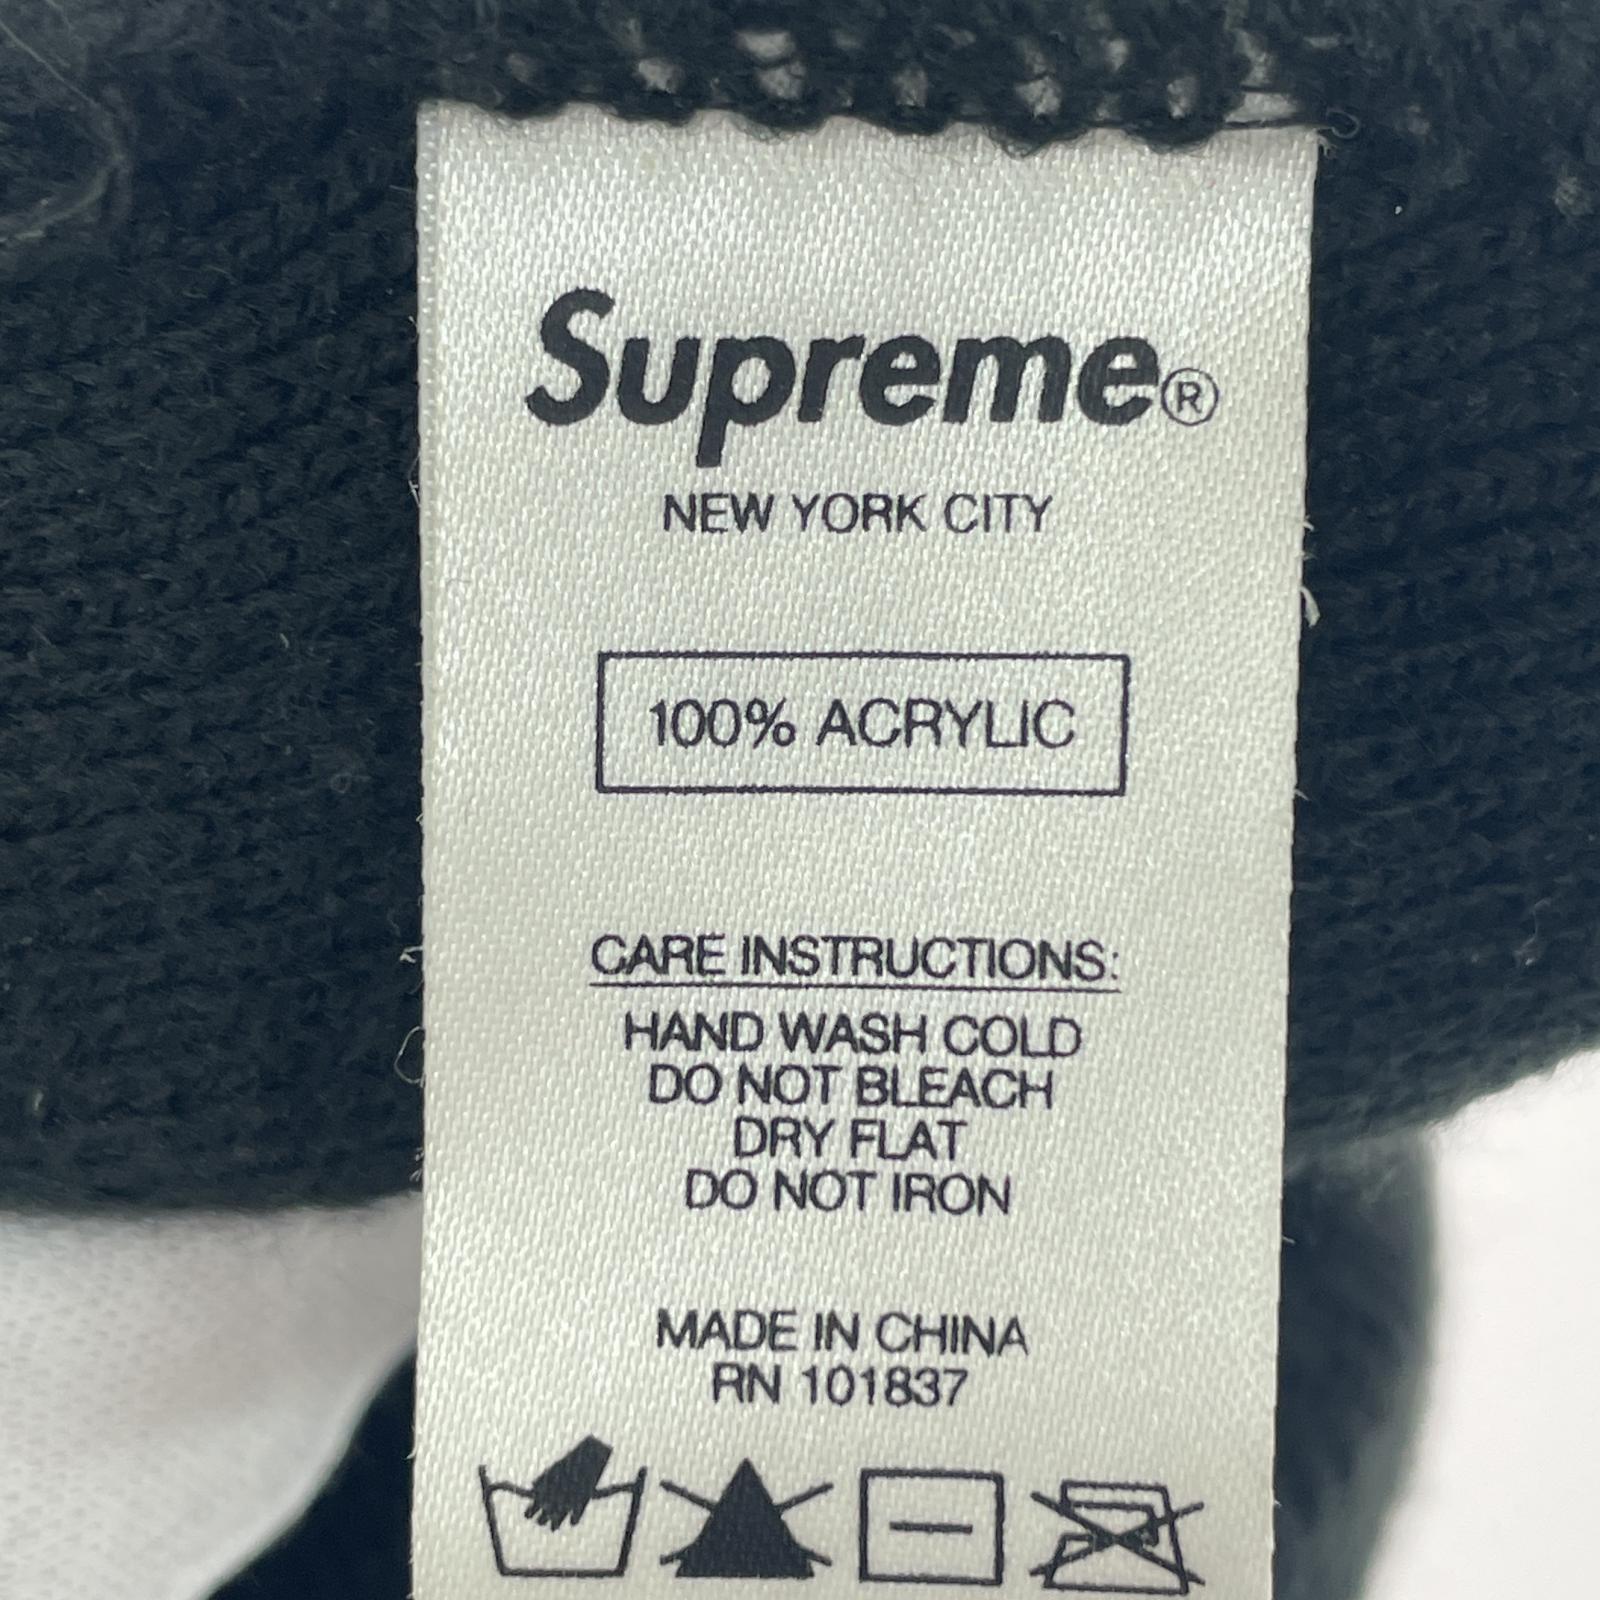 Supreme®
NEW YORK CITY
100% ACRYLIC
CARE INSTRUCTIONS:
HAND WASH COLD
DO NOT BLEACH
DRY FLAT
DO NOT IRON
MADE IN CHINA
RN 101837